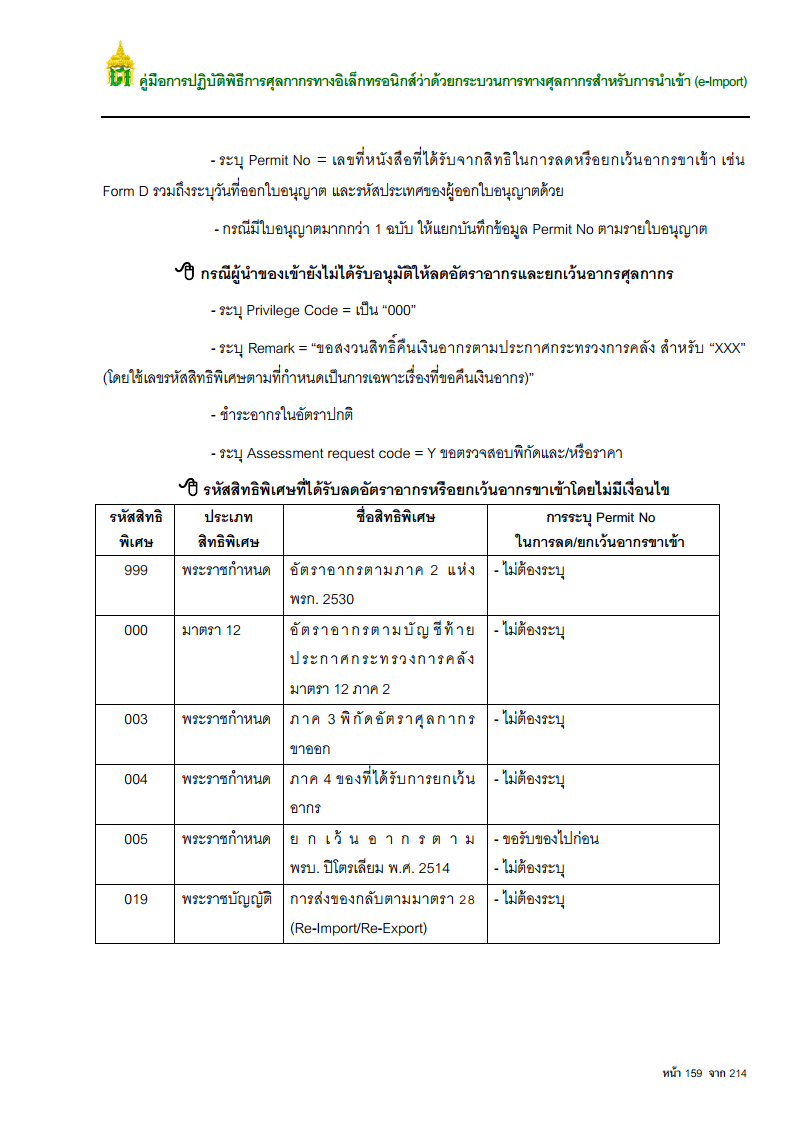 คู่มือการปฏิบัติพิธีการศุลกากรทางอิเล็กทรอนิกส์ว่าด้วยกระบวนการทางศุลกากรสำหรับการนำเข้า (e-Import)
- ระบุ Permit No = เลขที่หนังสือที่ได้รับจากสิทธิในการลดหรือยกเว้นอากรขาเข้า เช่น
Form D รวมถึงระบุวันที่ออกใบอนุญาต และรหัสประเทศของผู้ออกใบอนุญาตด้วย
- กรณีมีใบอนุญาตมากกว่า 1 ฉบับ ให้แยกบันทึกข้อมูล Permit No ตามรายใบอนุญาต
กรณีผู้นำของเข้ายังไม่ได้รับอนุมัติให้ลดอัตราอากรและยกเว้นอากรศุลกากร
- ระบุ Privilege Code = เป็น “000”
- ระบุ Remark = “ขอสงวนสิทธิ์คืนเงินอากรตามประกาศกระทรวงการคลัง สำหรับ “XXX”
(โดยใช้เลขรหัสสิทธิพิเศษตามที่กำหนดเป็นการเฉพาะเรื่องที่ขอคืนเงินอากร)”
- ชำระอากรในอัตราปกติ
- ระบุ Assessment request code = Y ขอตรวจสอบพิกัดและ/หรือราคา
รหัสสิทธิพิเศษที่ได้รับลดอัตราอากรหรือยกเว้นอากรขาเข้าโดยไม่มีเงื่อนไข
รหัสสิทธิ ประเภท ชื่อสิทธิพิเศษ การระบุ Permit No
พิเศษ สิทธิพิเศษ ในการลด/ยกเว้นอากรขาเข้า
999 พระราชกำหนด อัตราอากรตามภาค 2 แห่ง - ไม่ต้องระบุ
พรก. 2530
000 มาตรา 12 อัตราอากรตามบัญชีท้าย - ไม่ต้องระบุ
ประกาศกระทรวงการคลัง
มาตรา 12 ภาค 2
003 พระราชกำหนด ภาค 3 พิกัดอัตราศุลกากร - ไม่ต้องระบุ
ขาออก
004 พระราชกำหนด ภาค 4 ของที่ได้รับการยกเว้น - ไม่ต้องระบุ
อากร
005 พระราชกำหนด ยกเว้นอากรตาม - ขอรับของไปก่อน
พรบ. ปิโตรเลียม พ.ศ. 2514 - ไม่ต้องระบุ
019 พระราชบัญญัติ การส่งของกลับตามมาตรา 28 - ไม่ต้องระบุ
(Re-Import/Re-Export)
หน้า 159 จาก 214